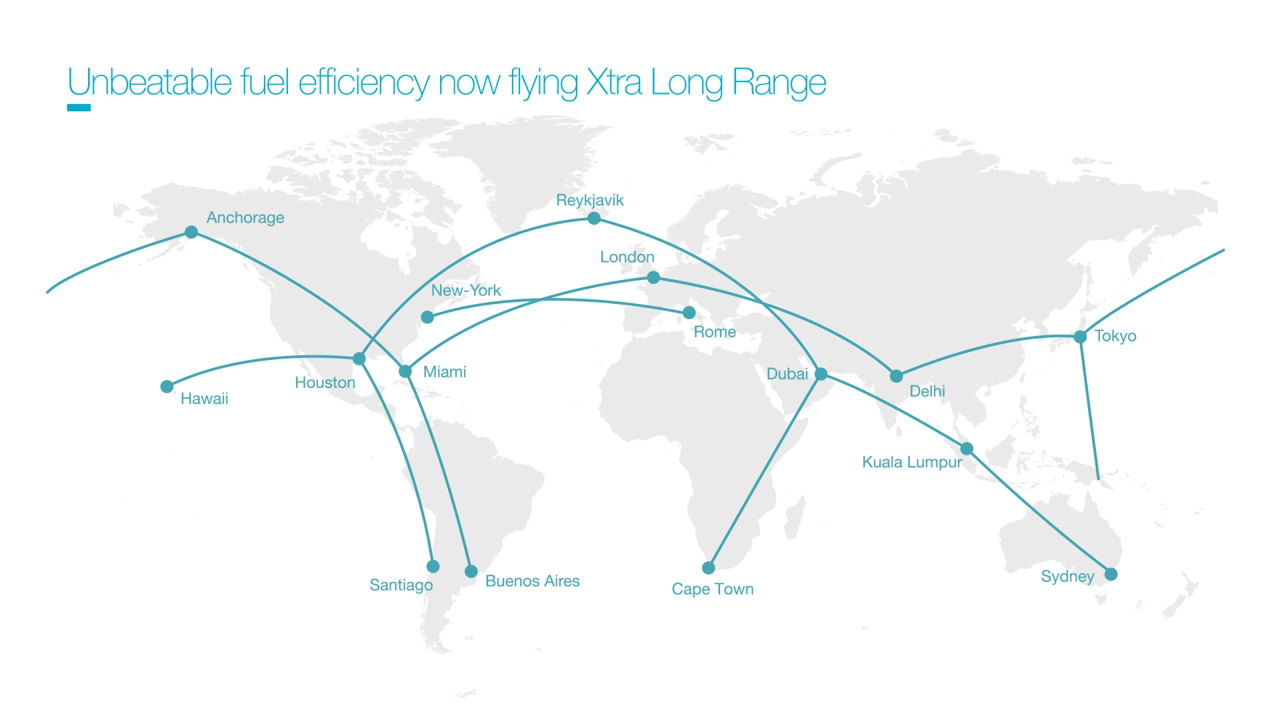 Unbeatable fuel efficiency now flying Xtra Long Range
Reykjavik
Anchorage
London
New-York
Rome
Tokyo
Miami
Dubai
Houston
Delhi
Hawaii
Kuala Lumpur
Sydney
Buenos Aires
Santiago
Cape Town